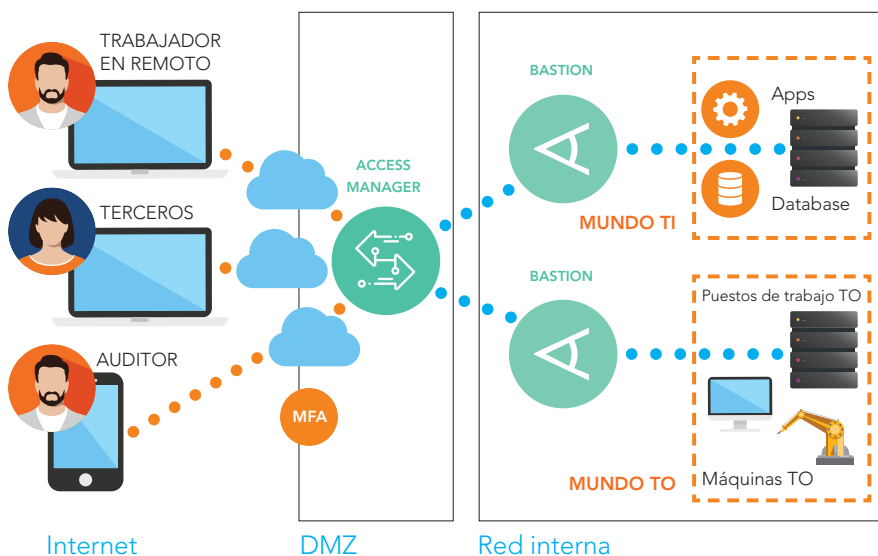 TRABAJADOR
EN REMOTO
TERCEROS
AUDITOR
MFA
ACCESS
MANAGER
BASTION
MUNDO TI
Apps
Database
BASTION
MUNDO TO
Puestos de trabajo TO
Máquinas TO
Internet
DMZ
Red interna